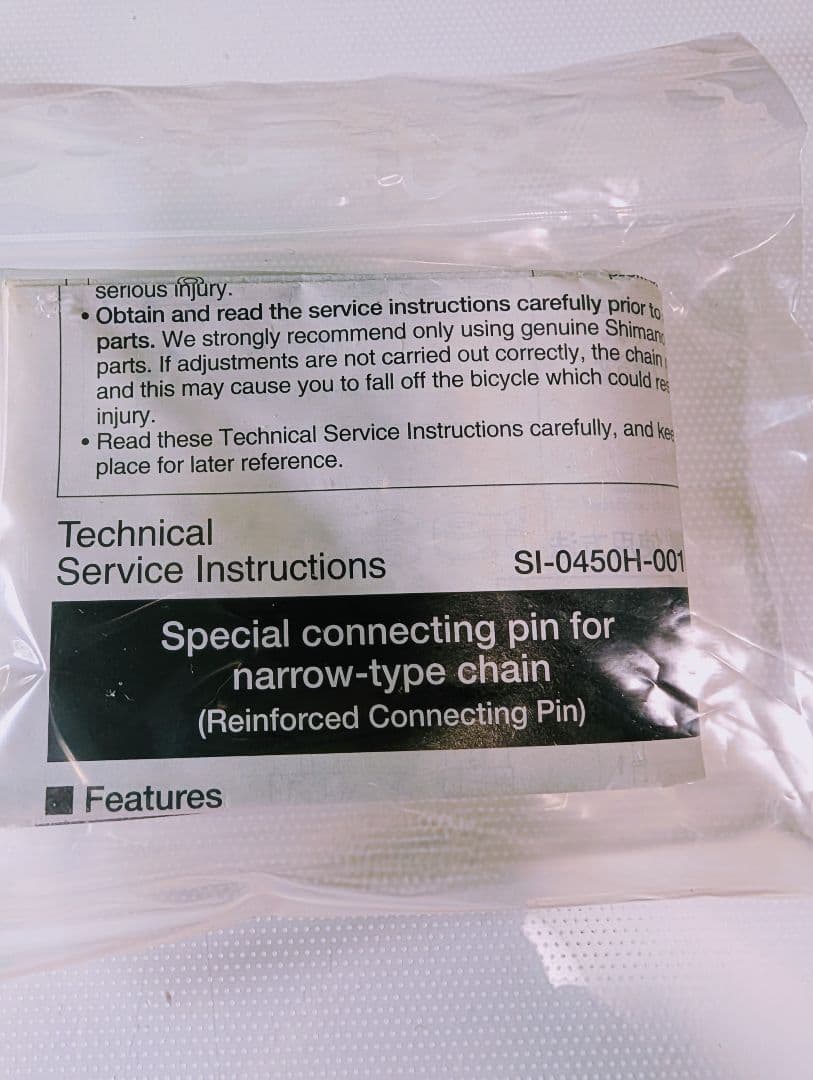 serious injury.
• Obtain and read the service instructions carefully prior to
parts. We strongly recommend only using genuine Shiman
parts. If adjustments are not carried out correctly, the chain
and this may cause you to fall off the bicycle which could res
injury.
• Read these Technical Service Instructions carefully, and kee
place for later reference.
Technical
Service Instructions
SI-0450H-001
Special connecting pin for
narrow-type chain
(Reinforced Connecting Pin)
■ Features